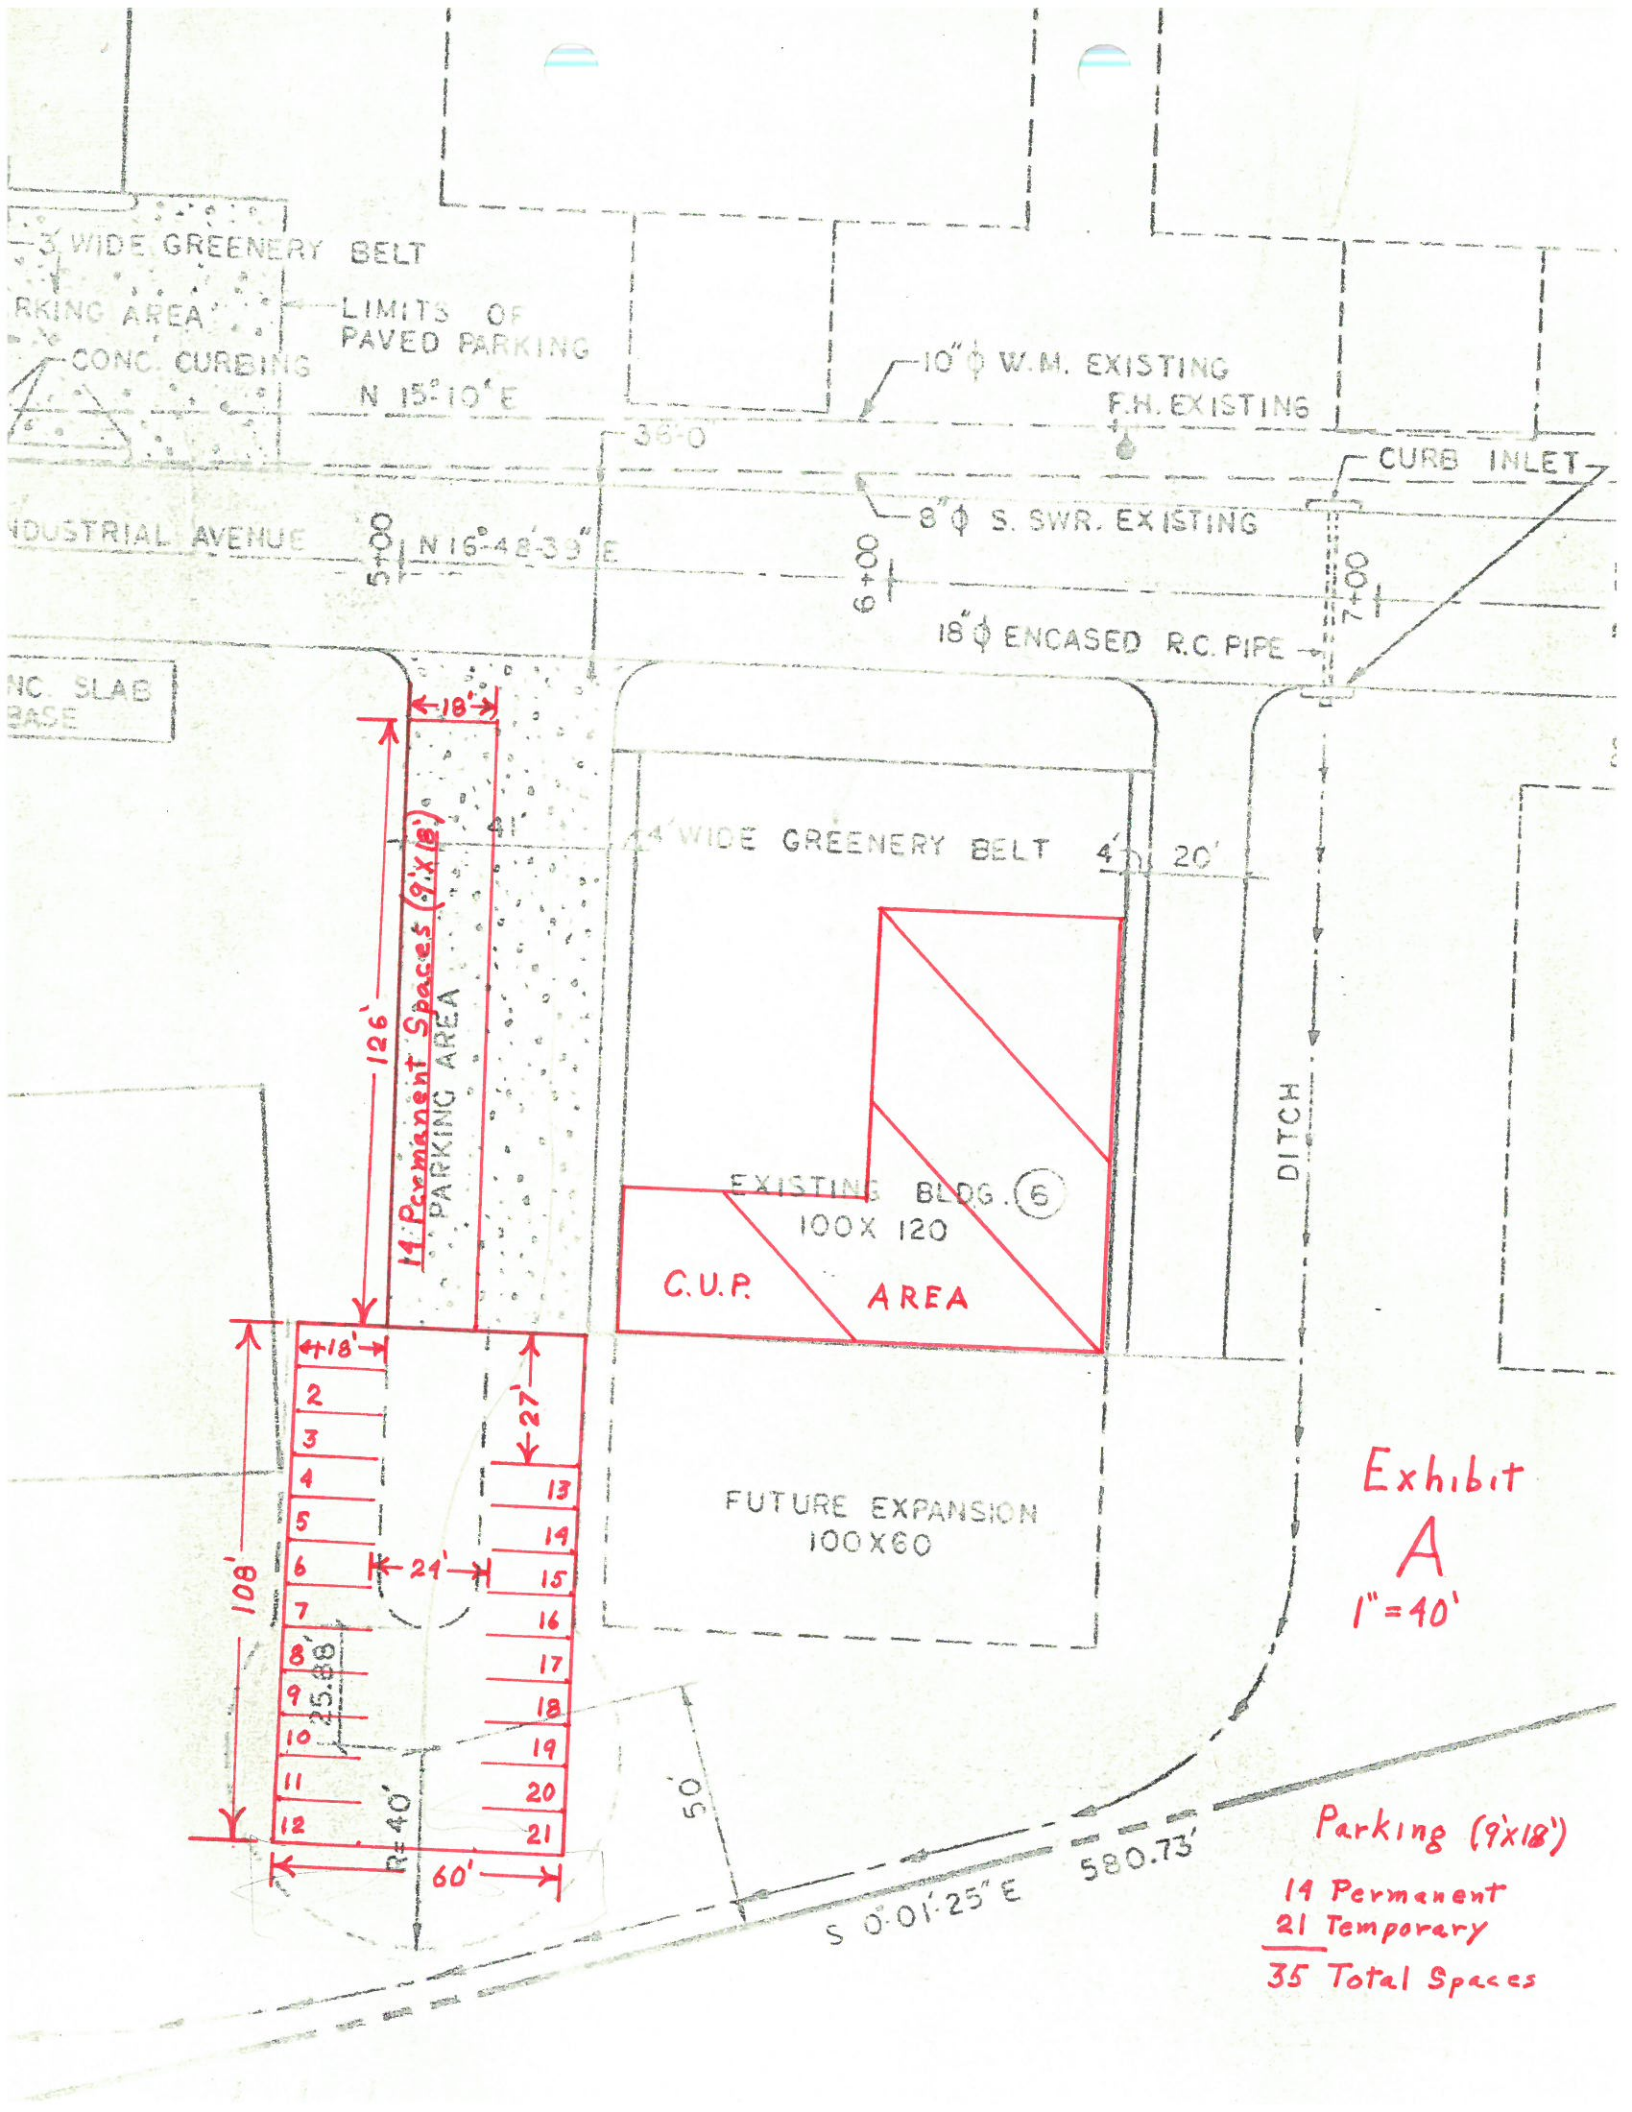 3' WIDE GREENERY BELT
RKING AREA
LIMITS OF
PAVED PARKING
CONC. CURBING
N 15°-10' E
10"ϕ W.M. EXISTING
F.H. EXISTING
36-0
CURB INLET
8"ϕ S. SWR. EXISTING
NDUSTRIAL AVENUE
5+00
N 16°-48'-39" E
6+00
7+00
18"ϕ ENCASED R.C. PIPE
NC. SLAB
BASE
18'
41'
4' WIDE GREENERY BELT
4'
20'
126'
14 Permanent Spaces (9'X18')
PARKING AREA
DITCH
EXISTING BLDG. 6
100X 120
C.U.P. AREA
18'
27'
2
3
4
5
6
7
8
9
10
11
12
13
14
15
16
17
18
19
20
21
24'
108'
25.88'
R=40'
60'
FUTURE EXPANSION
100X60
50'
Exhibit
A
1"=40'
S 0°-01'-25" E 580.73'
Parking (9'x18')
14 Permanent
21 Temporary
35 Total Spaces